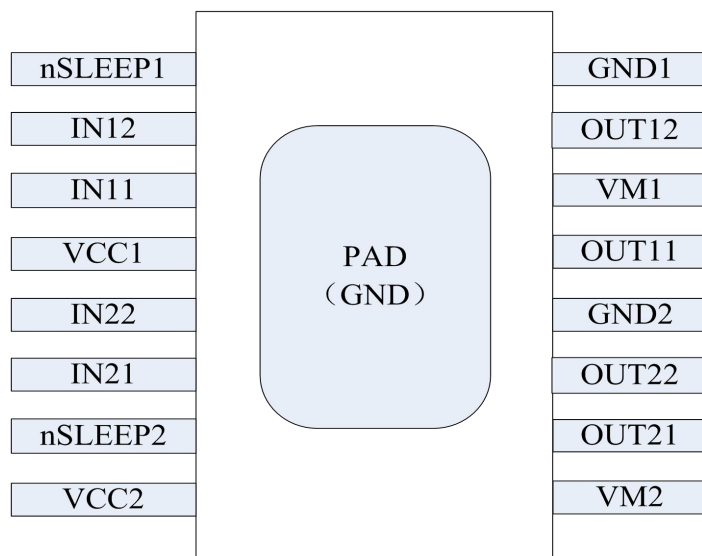 nSLEEP1
IN12
IN11
VCC1
IN22
IN21
nSLEEP2
VCC2
PAD
（GND）
GND1
OUT12
VM1
OUT11
GND2
OUT22
OUT21
VM2